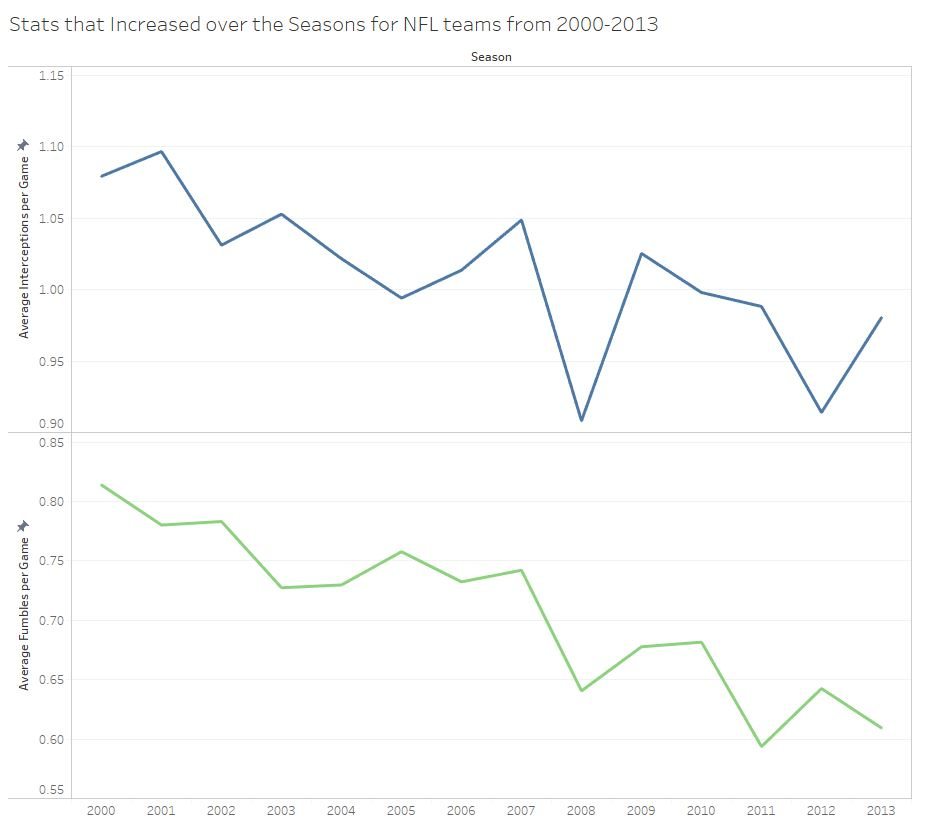 Stats that Increased over the Seasons for NFL teams from 2000-2013
Season
1.15
1.10
1.05
1.00
0.95
0.90
Average Interceptions per Game
0.85
0.80
0.75
0.70
0.65
0.60
0.55
Average Fumbles per Game
2000 2001 2002 2003 2004 2005 2006 2007 2008 2009 2010 2011 2012 2013